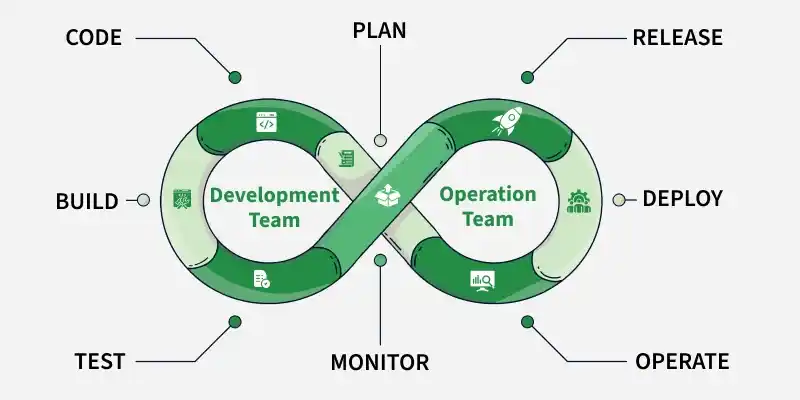 PLAN
CODE
RELEASE
BUILD
Development
Team
Operation
Team
DEPLOY
TEST
MONITOR
OPERATE